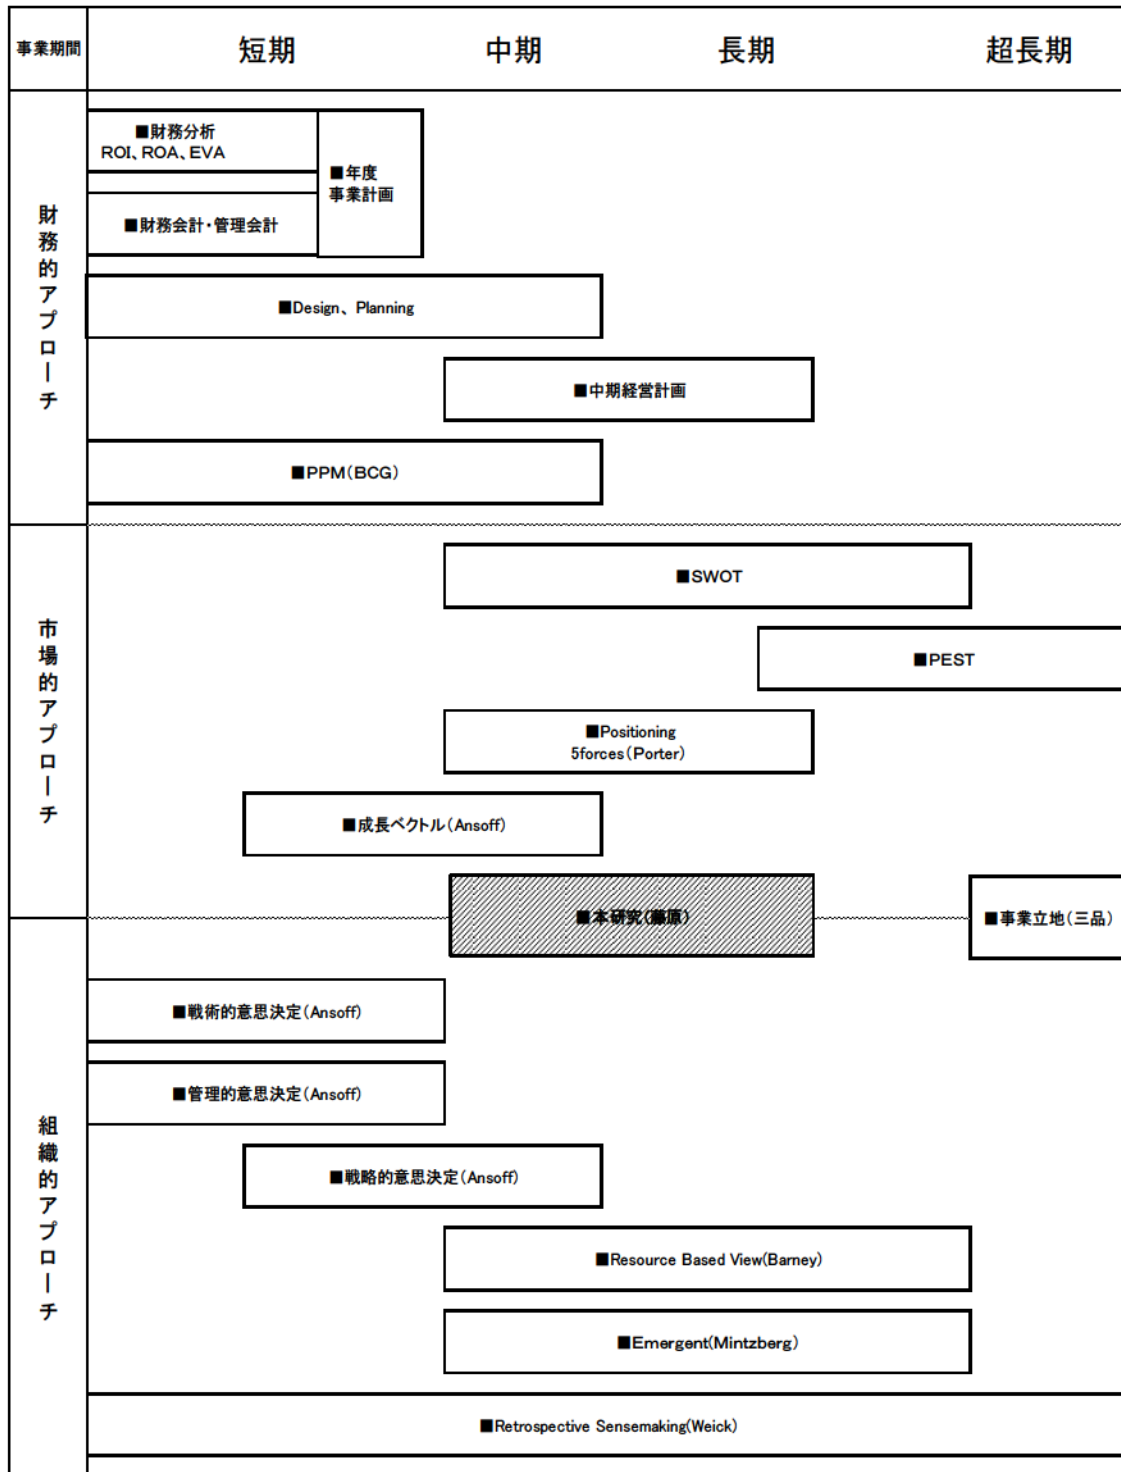 事業期間
短期
中期
長期
超長期
財務的アプローチ
■財務分析
ROI、ROA、EVA
■年度
事業計画
■財務会計・管理会計
■Design、Planning
■中期経営計画
■PPM(BCG)
市場的アプローチ
■SWOT
■PEST
■Positioning
5forces(Porter)
■成長ベクトル(Ansoff)
■本研究(藤原)
■事業立地(三品)
組織的アプローチ
■戦術的意思決定(Ansoff)
■管理的意思決定(Ansoff)
■戦略的意思決定(Ansoff)
■Resource Based View(Barney)
■Emergent(Mintzberg)
■Retrospective Sensemaking(Weick)